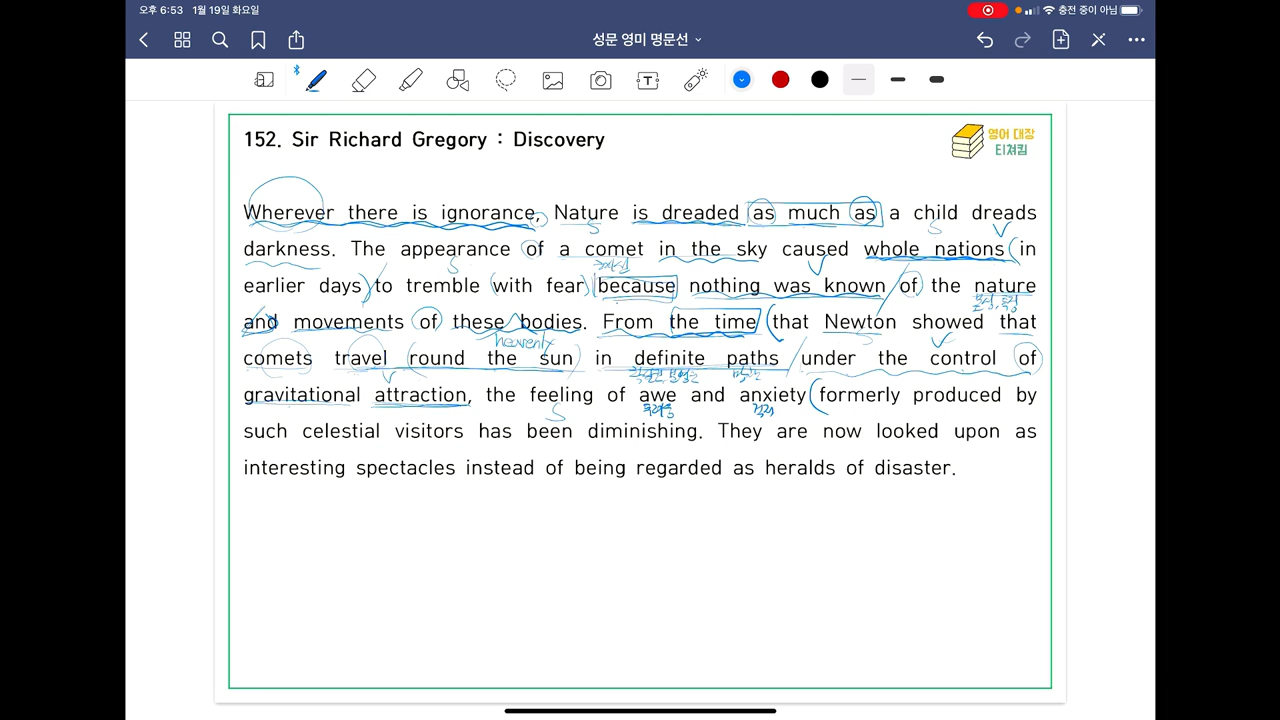 오후 6:53 1월 19일 화요일
충전 중이 아님
성문 영미 명문선
152. Sir Richard Gregory : Discovery
영어 대장
티쳐킴
Wherever there is ignorance, Nature is dreaded as much as a child dreads
S S
darkness. The appearance of a comet in the sky caused whole nations (in
S
earlier days) to tremble (with fear) because nothing was known of the nature
and movements of these bodies. From the time (that Newton showed that
heavenly S
comets travel (round the sun) in definite paths / under the control of
gravitational attraction, the feeling of awe and anxiety (formerly produced by
S 두려움
such celestial visitors has been diminishing. They are now looked upon as
interesting spectacles instead of being regarded as heralds of disaster.